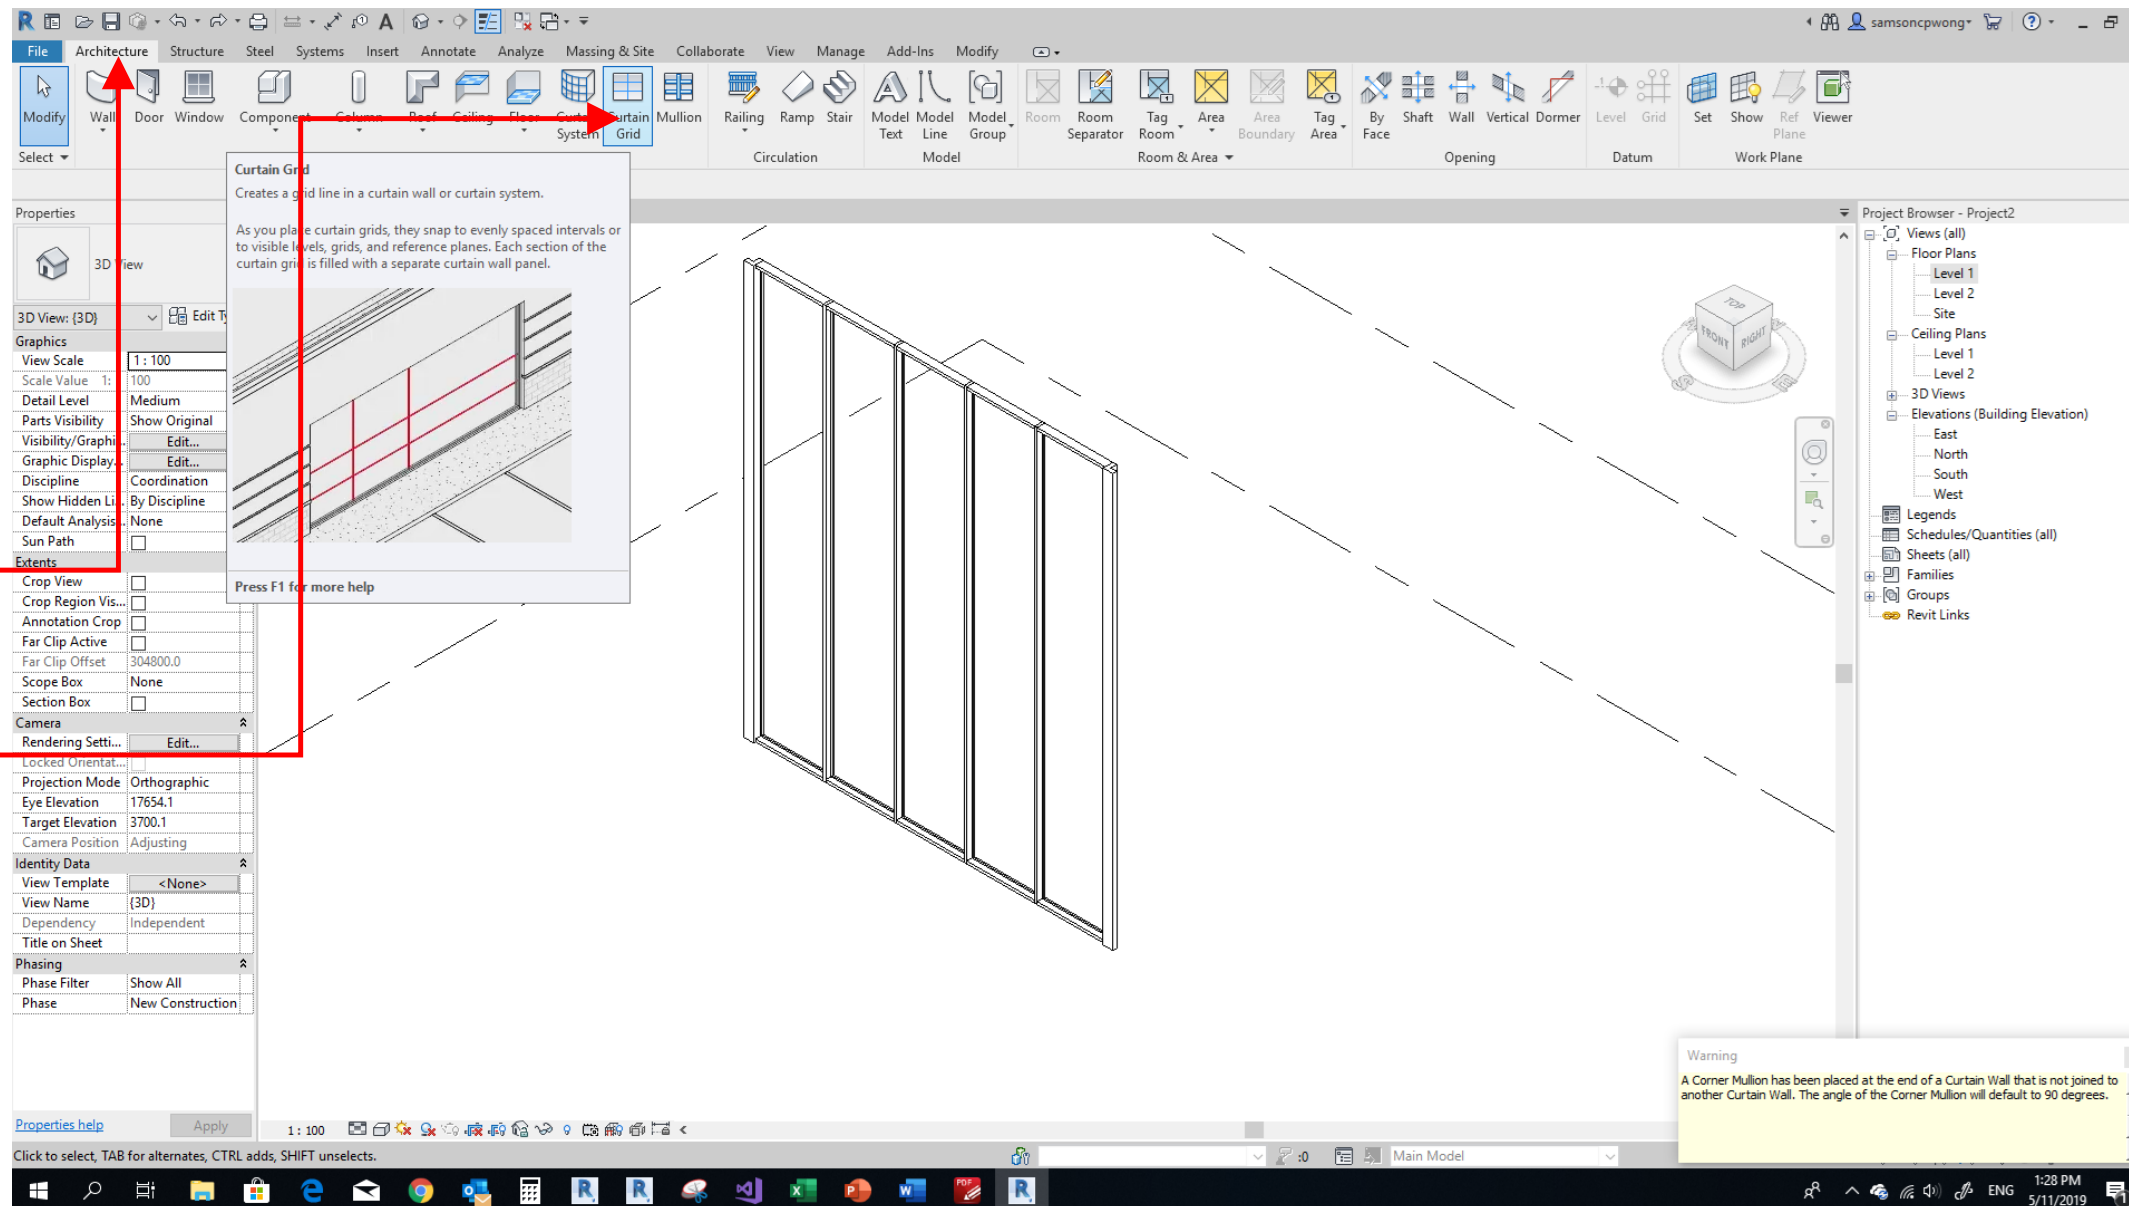 samsoncpwong
File Architecture Structure Steel Systems Insert Annotate Analyze Massing & Site Collaborate View Manage Add-Ins Modify
Modify Wall Door Window Component Column Roof Ceiling Floor Curtain System Curtain Grid Mullion Railing Ramp Stair Model Text Model Line Model Group Room Room Separator Tag Room Area Area Boundary Tag Area By Face Shaft Wall Vertical Dormer Level Grid Set Show Ref Plane Viewer
Select Circulation Model Room & Area Opening Datum Work Plane
Curtain Grid
Creates a grid line in a curtain wall or curtain system.
As you place curtain grids, they snap to evenly spaced intervals or
to visible levels, grids, and reference planes. Each section of the
curtain grid is filled with a separate curtain wall panel.
Press F1 for more help
Properties
3D View
3D View: {3D}
Graphics
View Scale 1 : 100
Scale Value 1: 100
Detail Level Medium
Parts Visibility Show Original
Visibility/Graphi... Edit...
Graphic Display... Edit...
Discipline Coordination
Show Hidden Li... By Discipline
Default Analysis... None
Sun Path
Extents
Crop View
Crop Region Vis...
Annotation Crop
Far Clip Active
Far Clip Offset 304800.0
Scope Box None
Section Box
Camera
Rendering Setti... Edit...
Locked Orientat...
Projection Mode Orthographic
Eye Elevation 17654.1
Target Elevation 3700.1
Camera Position Adjusting
Identity Data
View Template <None>
View Name {3D}
Dependency Independent
Title on Sheet
Phasing
Phase Filter Show All
Phase New Construction
Properties help Apply
TOP
FRONT
RIGHT
Project Browser - Project2
Views (all)
Floor Plans
Level 1
Level 2
Site
Ceiling Plans
Level 1
Level 2
3D Views
Elevations (Building Elevation)
East
North
South
West
Legends
Schedules/Quantities (all)
Sheets (all)
Families
Groups
Revit Links
Warning
A Corner Mullion has been placed at the end of a Curtain Wall that is not joined to
another Curtain Wall. The angle of the Corner Mullion will default to 90 degrees.
1 : 100
Click to select, TAB for alternates, CTRL adds, SHIFT unselects.
:0 Main Model
ENG
1:28 PM
5/11/2019